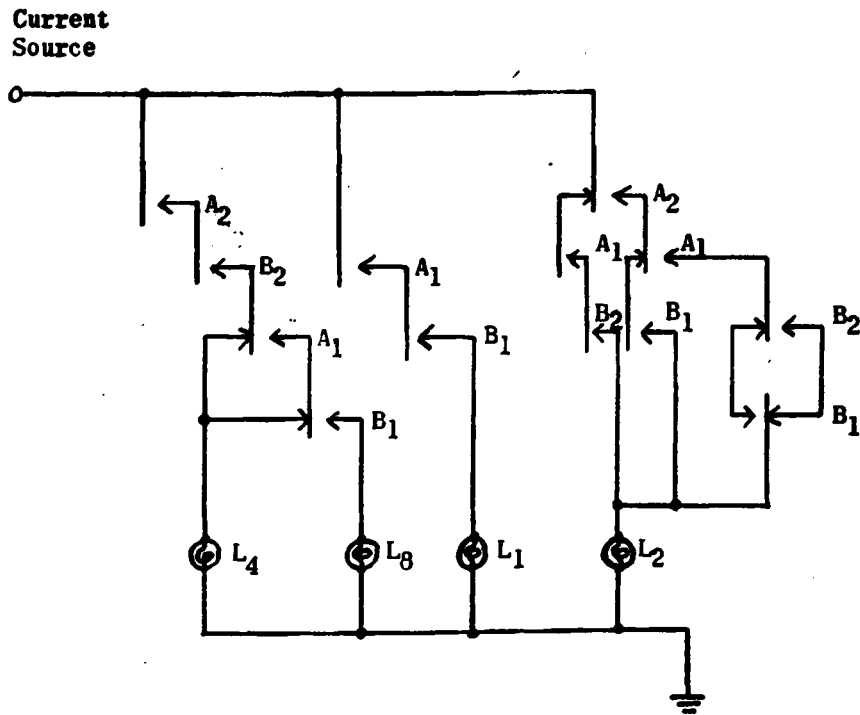 Current
Source
A₂
A₂
B₂
A₁
A₁
A₁
B₂
B₁
B₂
A₁
B₁
B₁
B₁
L₄
L₈
L₁
L₂